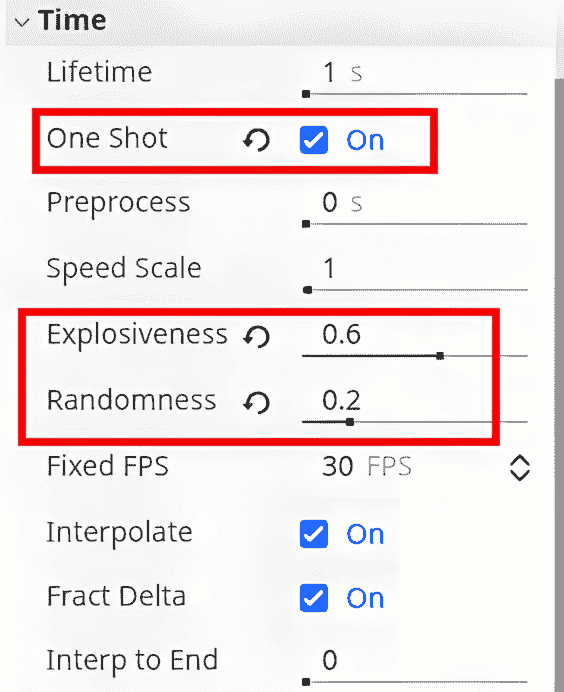 Time
Lifetime 1 s
One Shot On
Preprocess 0 s
Speed Scale 1
Explosiveness 0.6
Randomness 0.2
Fixed FPS 30 FPS
Interpolate On
Fract Delta On
Interp to End 0